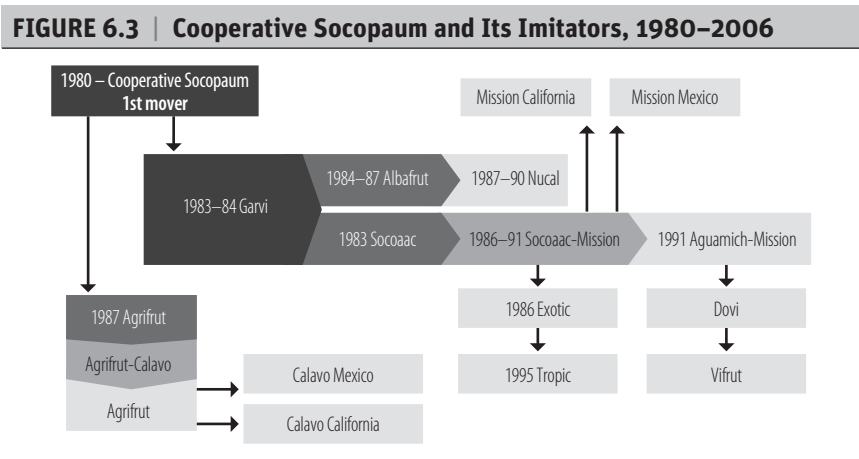 FIGURE 6.3 | Cooperative Socopaum and Its Imitators, 1980–2006
1980 – Cooperative Socopaum
1st mover
Mission California
Mission Mexico
1983–84 Garvi
1984–87 Albafrut
1987–90 Nucal
1983 Socoaac
1986–91 Socoaac-Mission
1991 Aguamich-Mission
1987 Agrifrut
Agrifrut-Calavo
Agrifrut
Calavo Mexico
Calavo California
1986 Exotic
1995 Tropic
Dovi
Vifrut